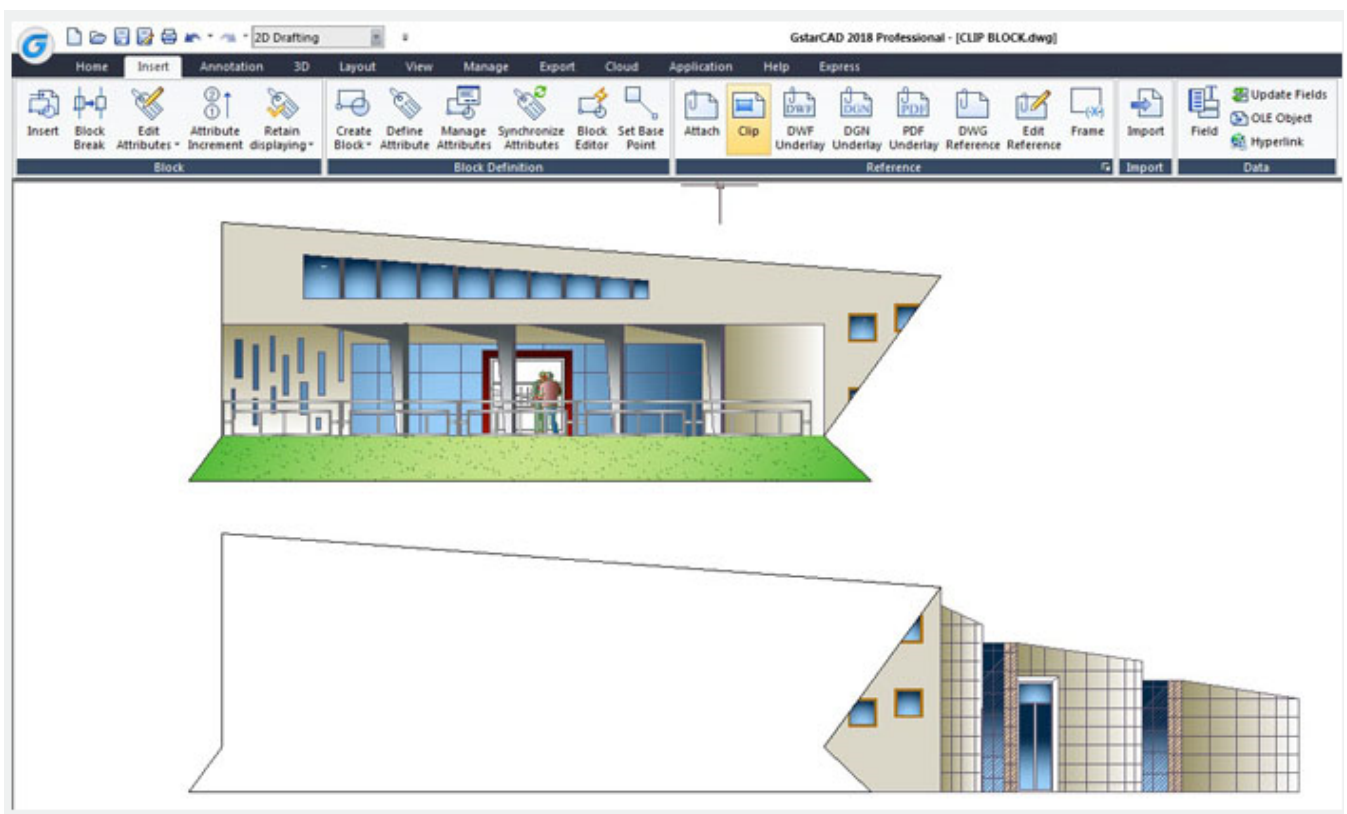 2D Drafting
GstarCAD 2018 Professional - [CLIP BLOCK.dwg]
Home Insert Annotation 3D Layout View Manage Export Cloud Application Help Express
Insert
Block
Break
Edit
Attributes
Attribute
Increment
Retain
displaying
Block
Create
Block
Define
Attribute
Manage
Attributes
Synchronize
Attributes
Block
Editor
Set Base
Point
Block Definition
Attach
Clip
DWF
DWF
Underlay
DGN
DGN
Underlay
PDF
PDF
Underlay
DWG
Reference
Edit
Reference
Frame
Reference
Import
Import
Field
Update Fields
OLE Object
Hyperlink
Data